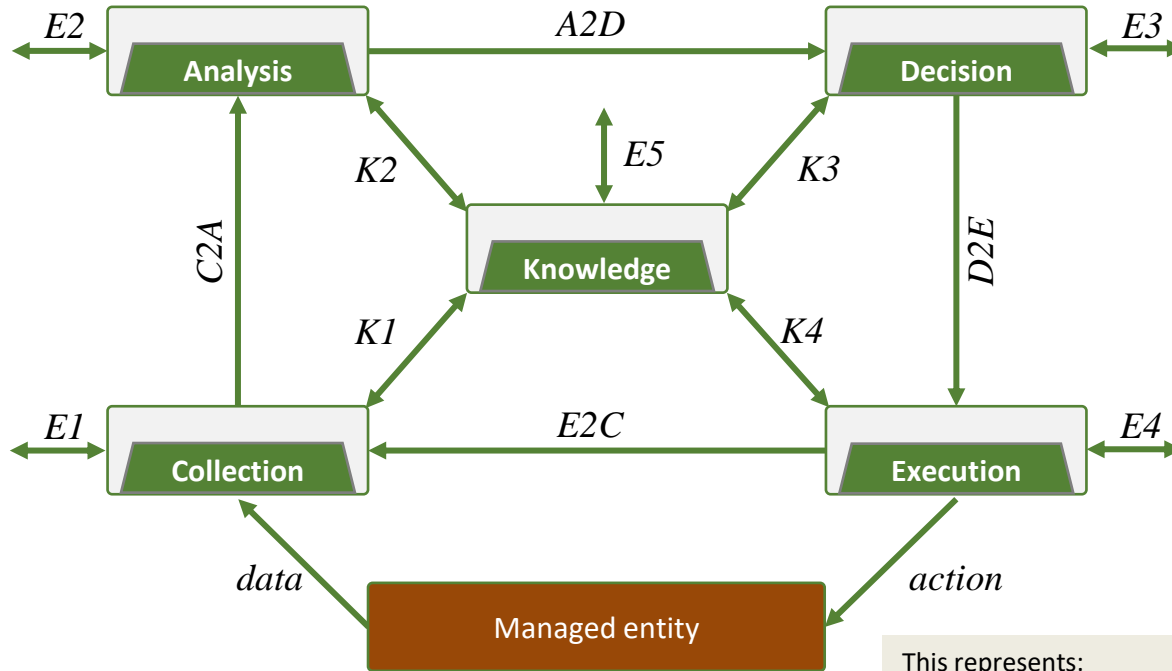 E2
A2D
E3
Analysis
Decision
E5
K2
K3
C2A
D2E
Knowledge
K1
K4
E1
E2C
E4
Collection
Execution
data
action
Managed entity
This represents: